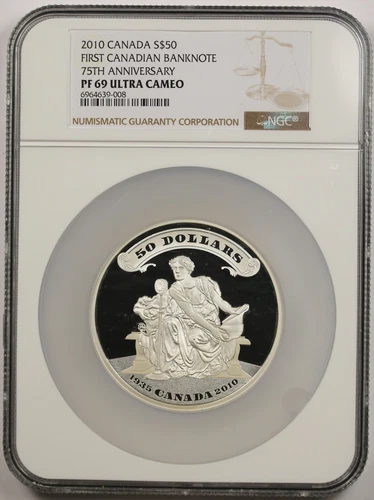 2010 CANADA S$50
FIRST CANADIAN BANKNOTE
75TH ANNIVERSARY
PF 69 ULTRA CAMEO
6964639-008
NUMISMATIC GUARANTY CORPORATION
NGC®
50 DOLLARS
1935 CANADA 2010